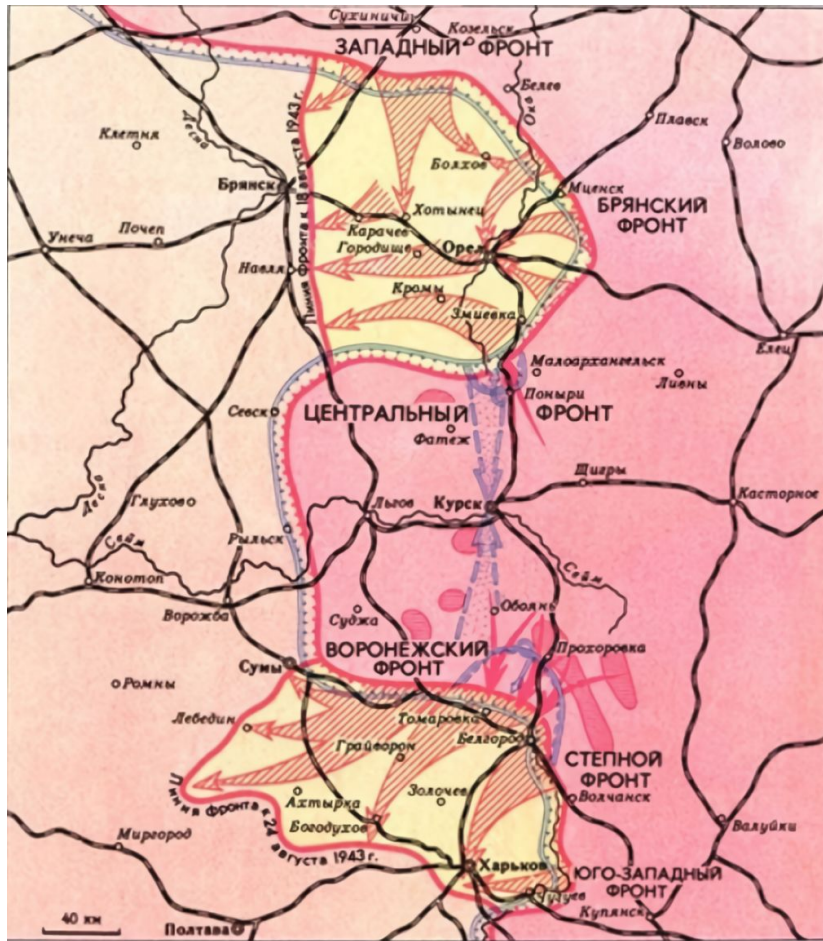 Сухиничи
Козельск
ЗАПАДНЫЙ ФРОНТ
Белев
Ока
Плавск
Клетня
Десна
Волово
Болхов
Брянск
Мценск
БРЯНСКИЙ
ФРОНТ
Линия фронта к 18 августа 1943 г.
Хотынец
Унеча
Почеп
Карачев
Городище
Орел
Навля
Кромы
Змиевка
Елец
Малоархангельск
Ливны
Поныри
Севск
ЦЕНТРАЛЬНЫЙ ФРОНТ
Фатеж
Щигры
Десна
Глухово
Льгов
Курск
Касторное
Рыльск
Сейм
Сейм
Конотоп
Ворожба
Суджа
Обоянь
ВОРОНЕЖСКИЙ
ФРОНТ
Прохоровка
Сумы
Ромны
Лебедин
Томаровка
Белгород
Грайворон
СТЕПНОЙ
ФРОНТ
Линия фронта к 24 августа 1943 г.
Ахтырка
Золочев
Волчанск
Богодухов
Миргород
Валуйки
Харьков
ЮГО-ЗАПАДНЫЙ
ФРОНТ
Чугуев
Купянск
40 км
Полтава